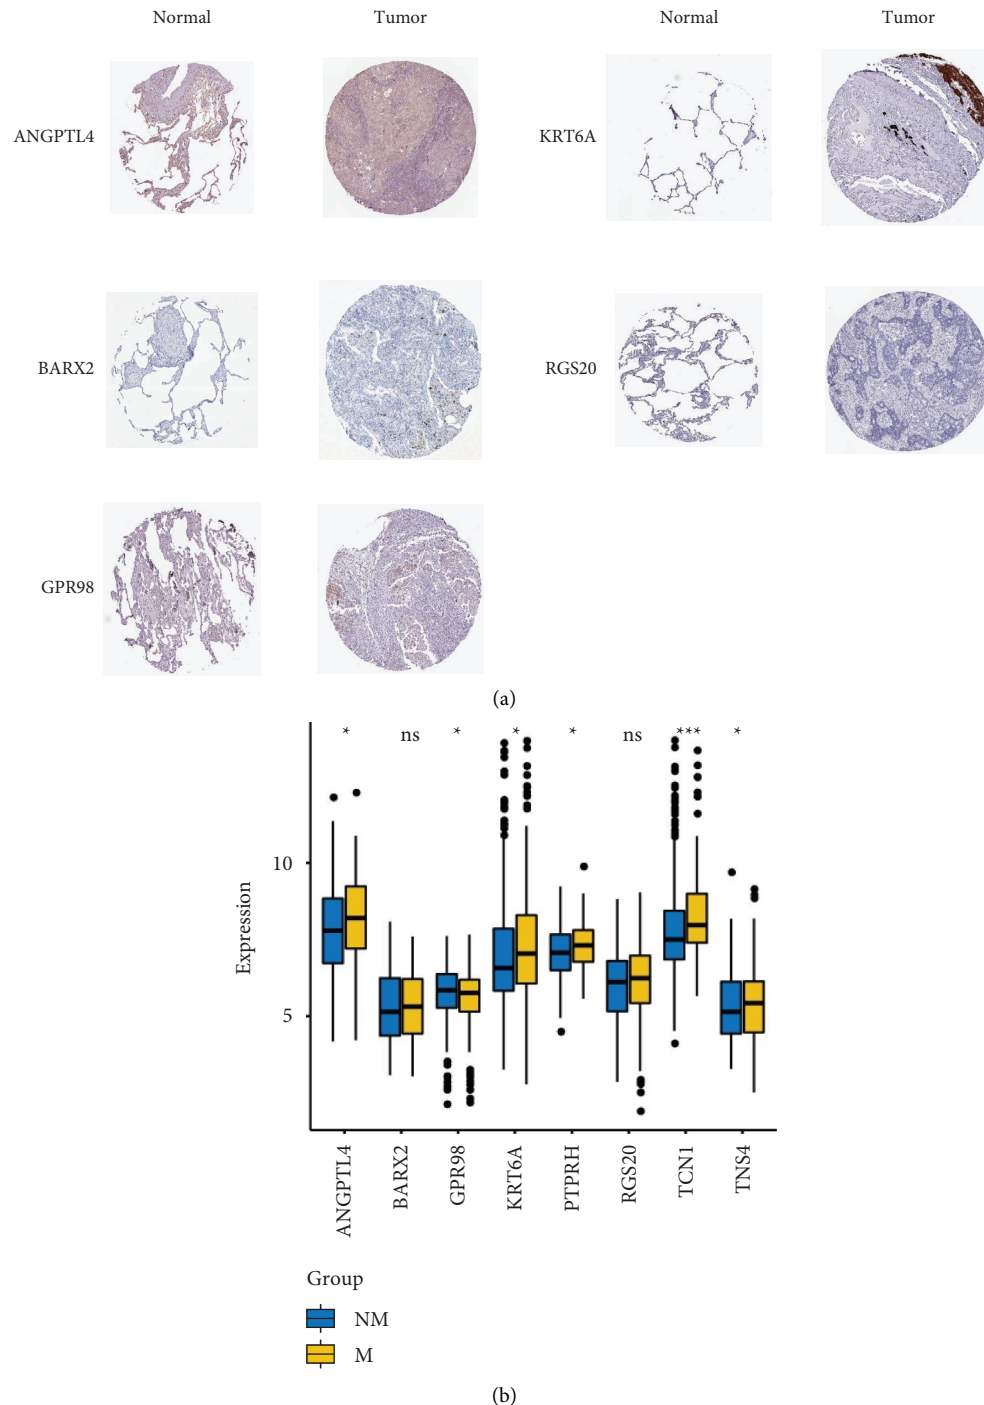 Normal Tumor Normal Tumor
ANGPTL4 KRT6A
BARX2 RGS20
GPR98
(a)
* ns * * * ns *** *
10
5
Expression
ANGPTL4
BARX2
GPR98
KRT6A
PTPRH
RGS20
TCN1
TNS4
Group
NM
M
(b)